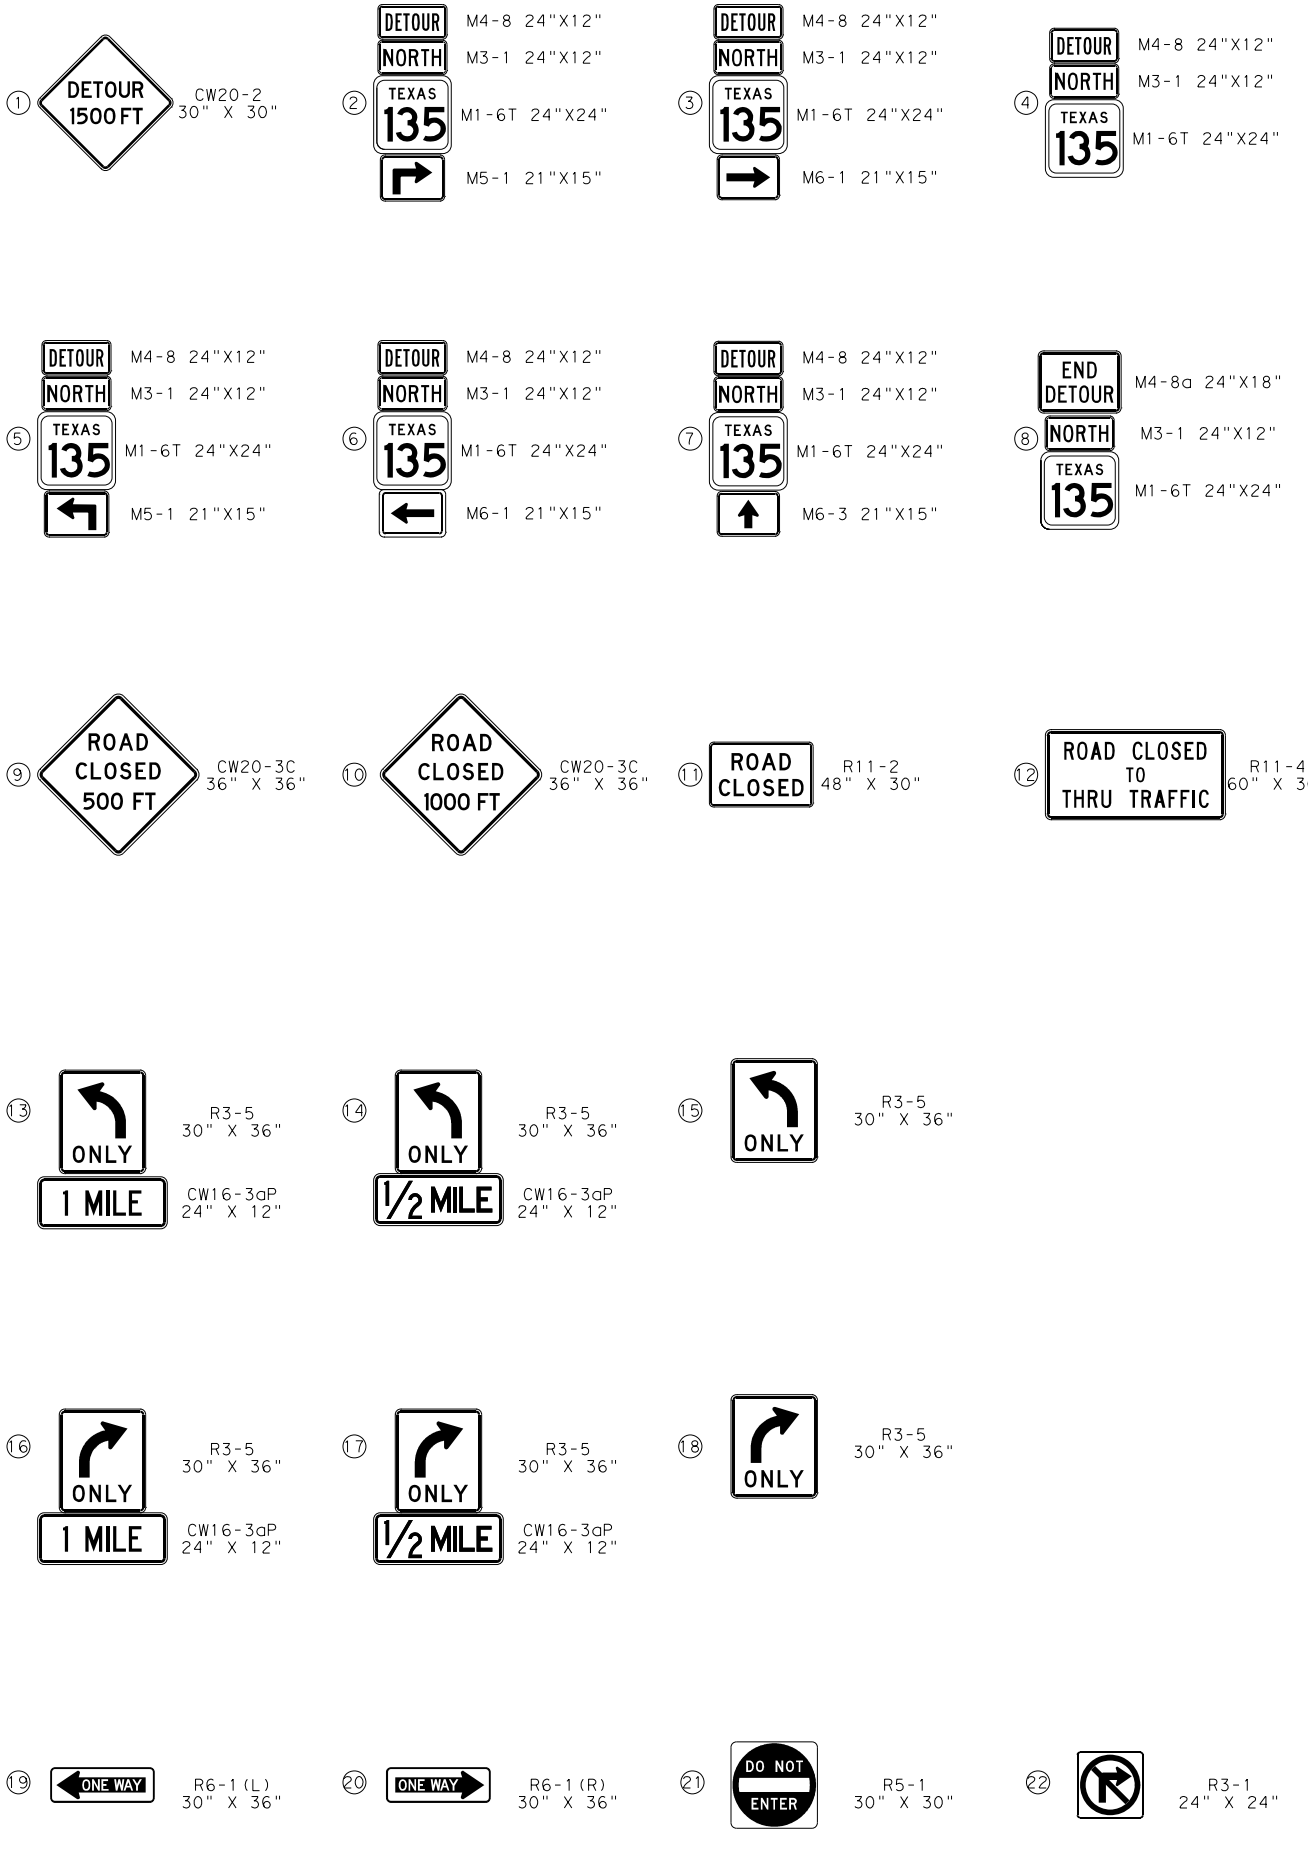 1
DETOUR
1500 FT
CW20-2
30" X 30"
2
DETOUR
M4-8 24"X12"
NORTH
M3-1 24"X12"
TEXAS
135
M1-6T 24"X24"
M5-1 21"X15"
3
DETOUR
M4-8 24"X12"
NORTH
M3-1 24"X12"
TEXAS
135
M1-6T 24"X24"
M6-1 21"X15"
4
DETOUR
M4-8 24"X12"
NORTH
M3-1 24"X12"
TEXAS
135
M1-6T 24"X24"
5
DETOUR
M4-8 24"X12"
NORTH
M3-1 24"X12"
TEXAS
135
M1-6T 24"X24"
M5-1 21"X15"
6
DETOUR
M4-8 24"X12"
NORTH
M3-1 24"X12"
TEXAS
135
M1-6T 24"X24"
M6-1 21"X15"
7
DETOUR
M4-8 24"X12"
NORTH
M3-1 24"X12"
TEXAS
135
M1-6T 24"X24"
M6-3 21"X15"
8
END
DETOUR
M4-8a 24"X18"
NORTH
M3-1 24"X12"
TEXAS
135
M1-6T 24"X24"
9
ROAD
CLOSED
500 FT
CW20-3C
36" X 36"
10
ROAD
CLOSED
1000 FT
CW20-3C
36" X 36"
11
ROAD
CLOSED
R11-2
48" X 30"
12
ROAD CLOSED
TO
THRU TRAFFIC
R11-4
60" X
13
ONLY
R3-5
30" X 36"
1 MILE
CW16-3aP
24" X 12"
14
ONLY
R3-5
30" X 36"
1/2 MILE
CW16-3aP
24" X 12"
15
ONLY
R3-5
30" X 36"
16
ONLY
R3-5
30" X 36"
1 MILE
CW16-3aP
24" X 12"
17
ONLY
R3-5
30" X 36"
1/2 MILE
CW16-3aP
24" X 12"
18
ONLY
R3-5
30" X 36"
19
ONE WAY
R6-1(L)
30" X 36"
20
ONE WAY
R6-1(R)
30" X 36"
21
DO NOT
ENTER
R5-1
30" X 30"
22
R3-1
24" X 24"